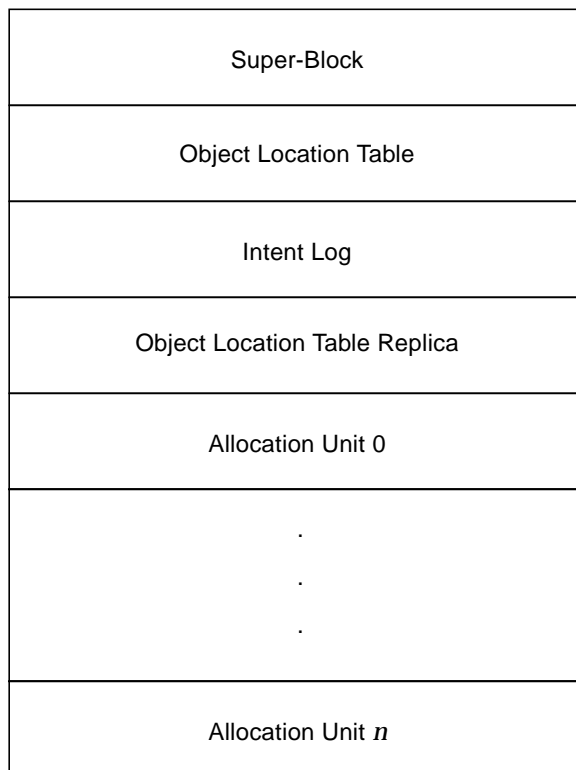 Super-Block
Object Location Table
Intent Log
Object Location Table Replica
Allocation Unit 0
.
.
.
Allocation Unit n